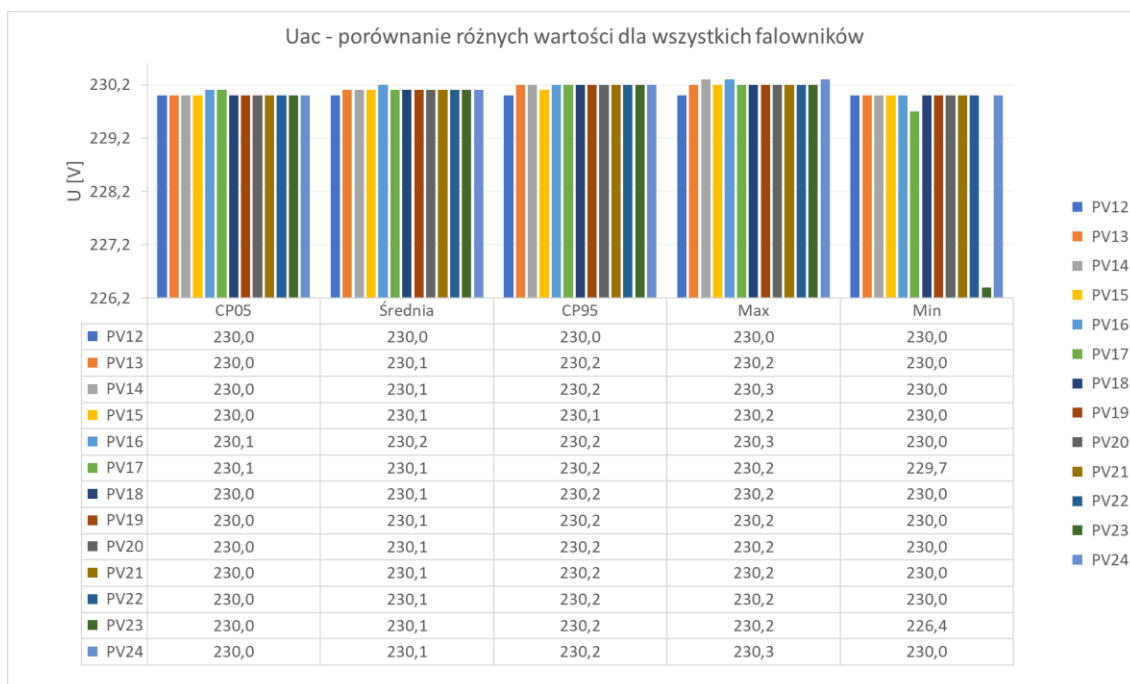 Uac - porównanie różnych wartości dla wszystkich falowników
230,2
229,2
228,2
227,2
226,2
U [V]
CP05 Średnia CP95 Max Min
PV12 230,0 230,0 230,0 230,0 230,0
PV13 230,0 230,1 230,2 230,2 230,0
PV14 230,0 230,1 230,2 230,3 230,0
PV15 230,0 230,1 230,1 230,2 230,0
PV16 230,1 230,2 230,2 230,3 230,0
PV17 230,1 230,1 230,2 230,2 229,7
PV18 230,0 230,1 230,2 230,2 230,0
PV19 230,0 230,1 230,2 230,2 230,0
PV20 230,0 230,1 230,2 230,2 230,0
PV21 230,0 230,1 230,2 230,2 230,0
PV22 230,0 230,1 230,2 230,2 230,0
PV23 230,0 230,1 230,2 230,2 226,4
PV24 230,0 230,1 230,2 230,3 230,0
PV12
PV13
PV14
PV15
PV16
PV17
PV18
PV19
PV20
PV21
PV22
PV23
PV24